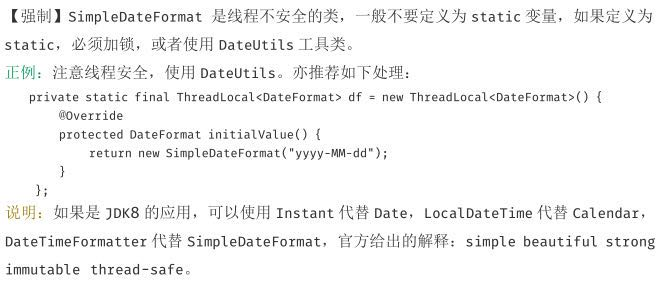 【强制】SimpleDateFormat 是线程不安全的类，一般不要定义为 static 变量，如果定义为
static，必须加锁，或者使用 DateUtils 工具类。
正例：注意线程安全，使用 DateUtils。亦推荐如下处理：
private static final ThreadLocal<DateFormat> df = new ThreadLocal<DateFormat>() {
@Override
protected DateFormat initialValue() {
return new SimpleDateFormat("yyyy-MM-dd");
}
};
说明：如果是 JDK8 的应用，可以使用 Instant 代替 Date，LocalDateTime 代替 Calendar，
DateTimeFormatter 代替 SimpleDateFormat，官方给出的解释：simple beautiful strong
immutable thread-safe。